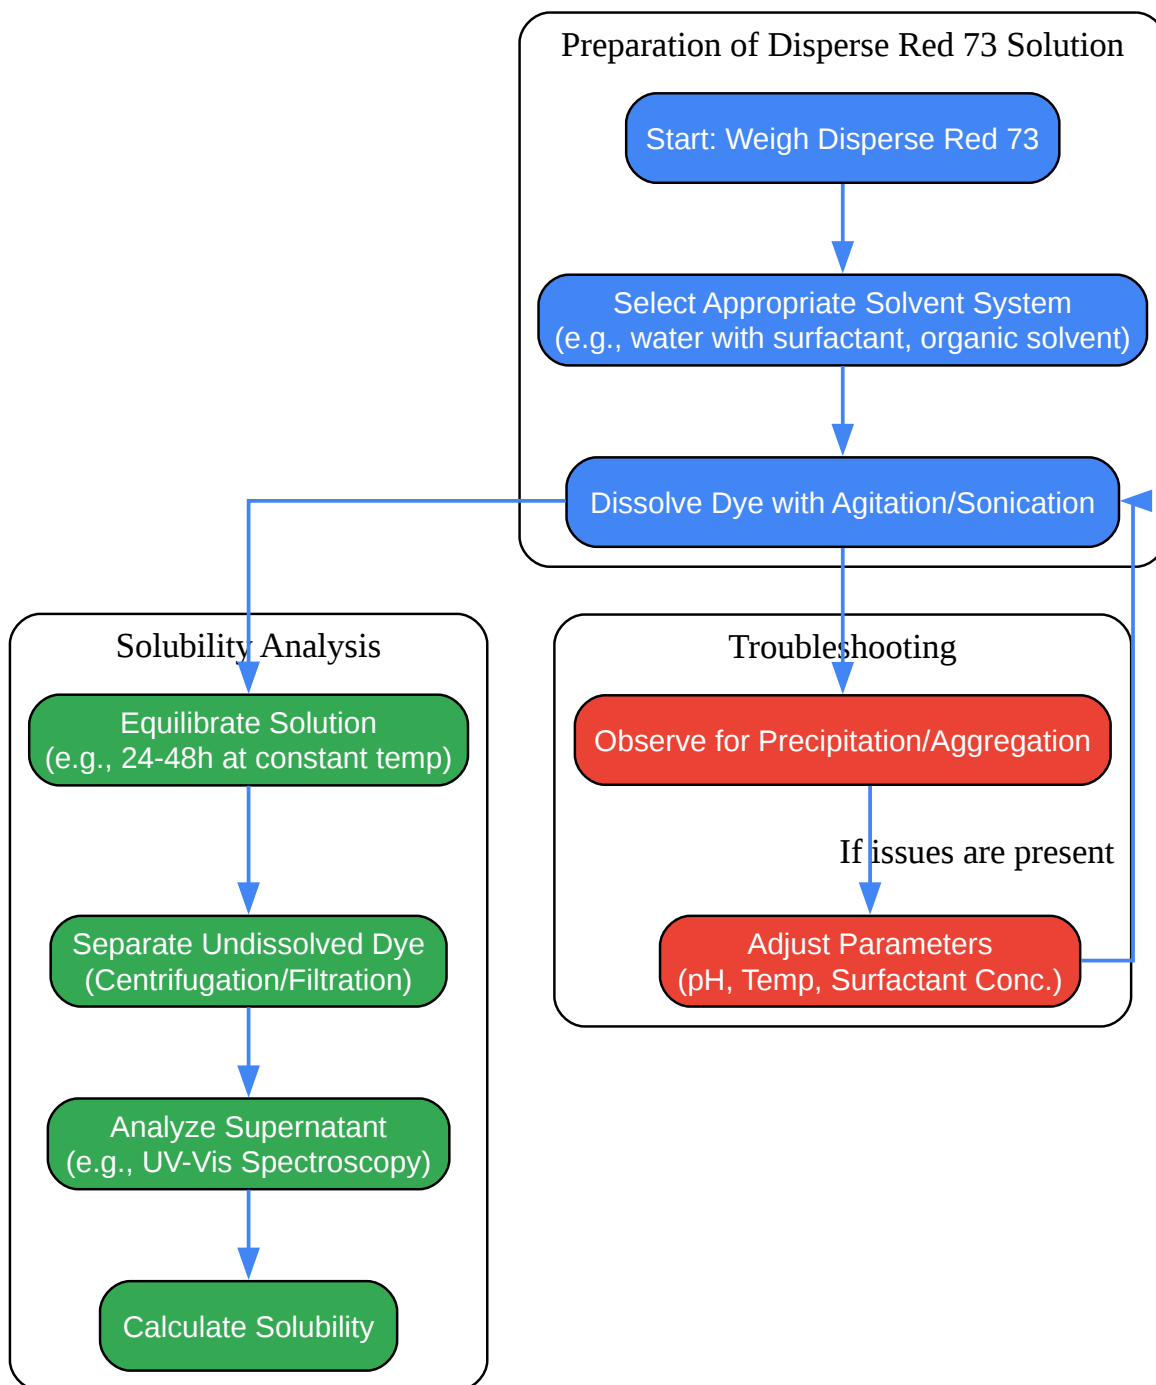 Preparation of Disperse Red 73 Solution
Start: Weigh Disperse Red 73
Select Appropriate Solvent System
(e.g., water with surfactant, organic solvent)
Dissolve Dye with Agitation/Sonication
Solubility Analysis
Equilibrate Solution
(e.g., 24-48h at constant temp)
Separate Undissolved Dye
(Centrifugation/Filtration)
Analyze Supernatant
(e.g., UV-Vis Spectroscopy)
Calculate Solubility
Troubleshooting
Observe for Precipitation/Aggregation
If issues are present
Adjust Parameters
(pH, Temp, Surfactant Conc.)